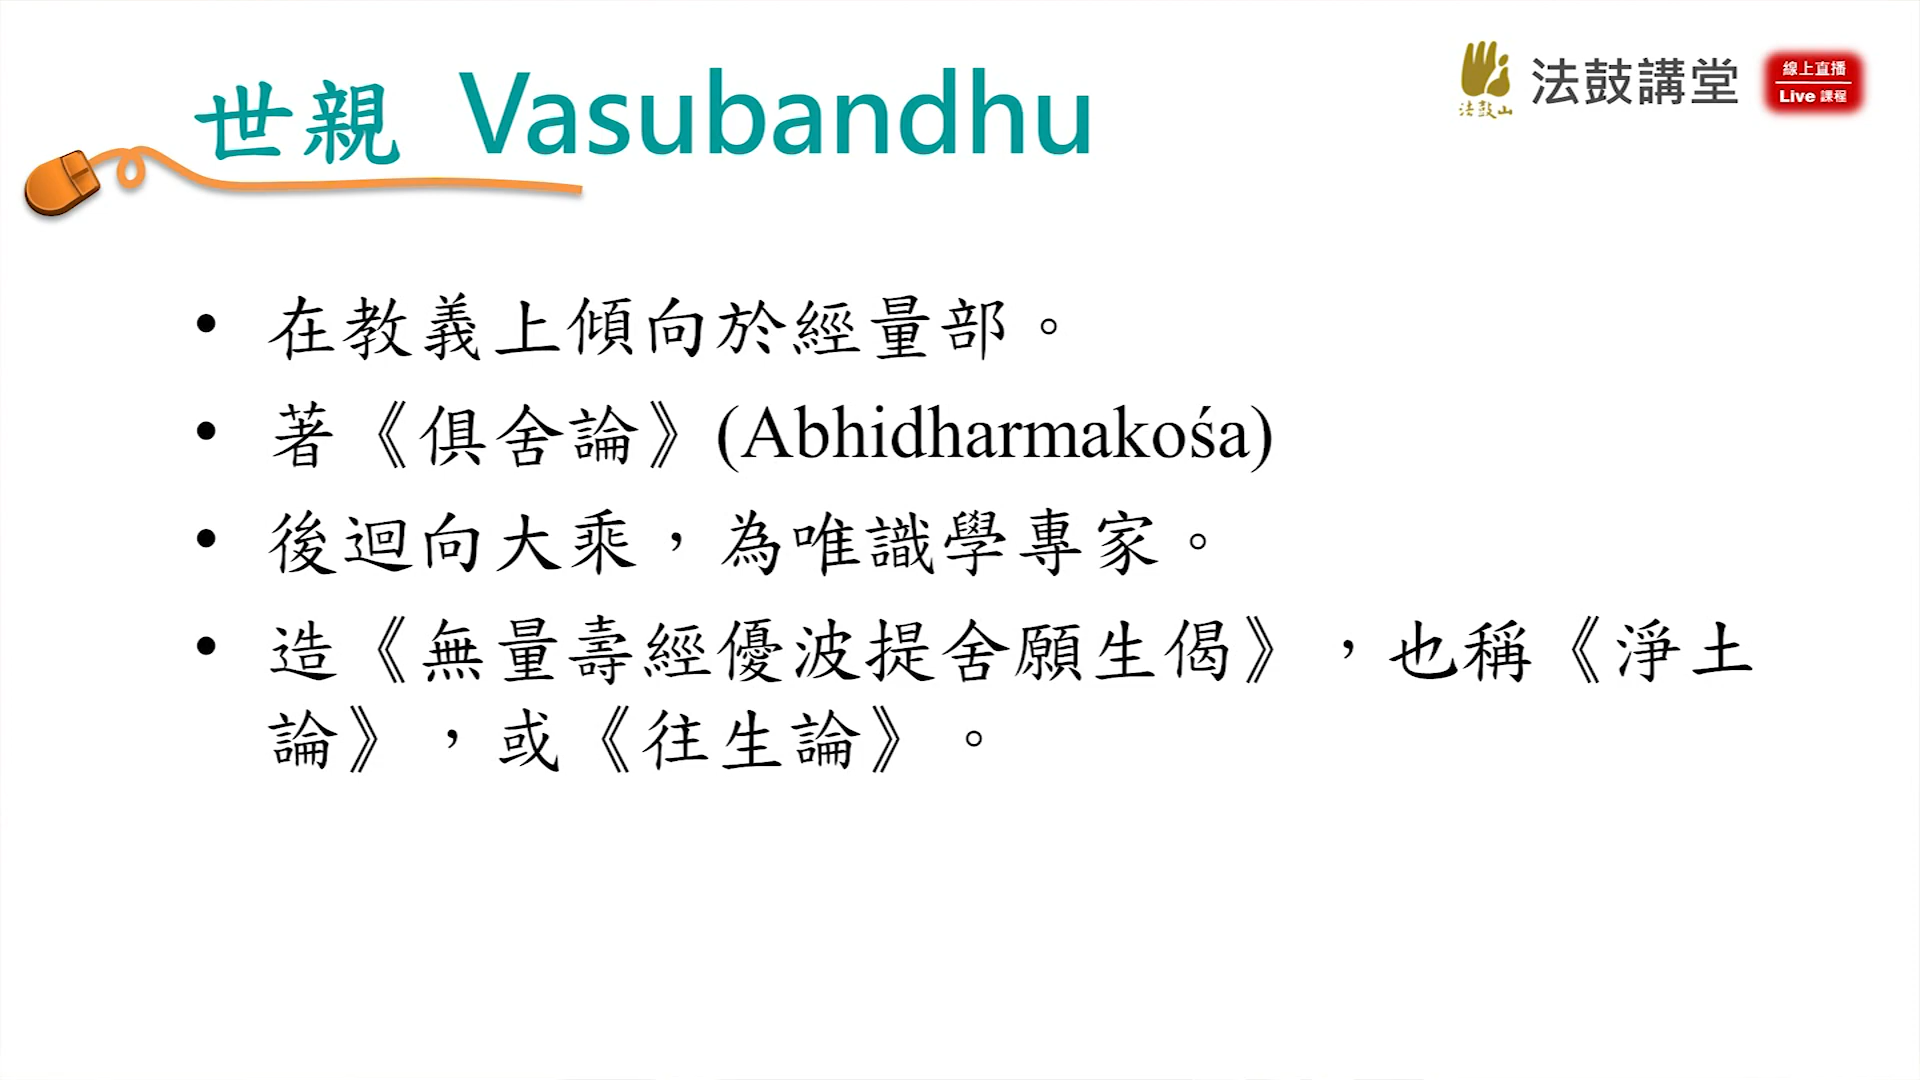 世親 Vasubandhu
法鼓山
法鼓講堂
線上直播
Live 課程
• 在教義上傾向於經量部。
• 著《俱舍論》(Abhidharmakośa)
• 後迴向大乘，為唯識學專家。
• 造《無量壽經優波提舍願生偈》，也稱《淨土
論》，或《往生論》。